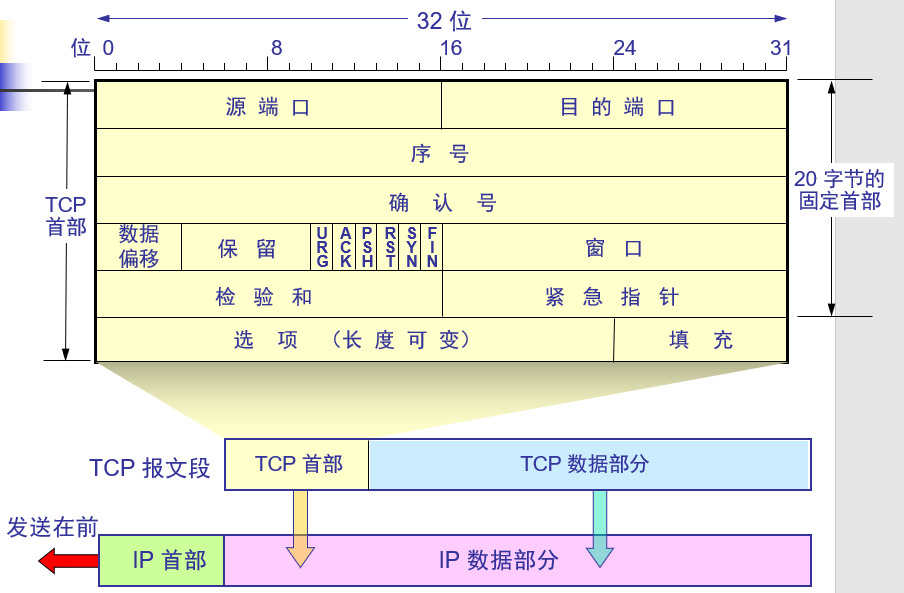 32 位
位 0 8 16 24 31
源 端 口 目 的 端 口
序 号
确 认 号
TCP
首部
20 字节的
固定首部
数据
偏移
保 留
URG
ACK
PSH
RST
SYN
FIN
窗 口
检 验 和 紧 急 指 针
选 项 (长 度 可 变) 填 充
TCP 报文段
TCP 首部
TCP 数据部分
发送在前
IP 首部
IP 数据部分